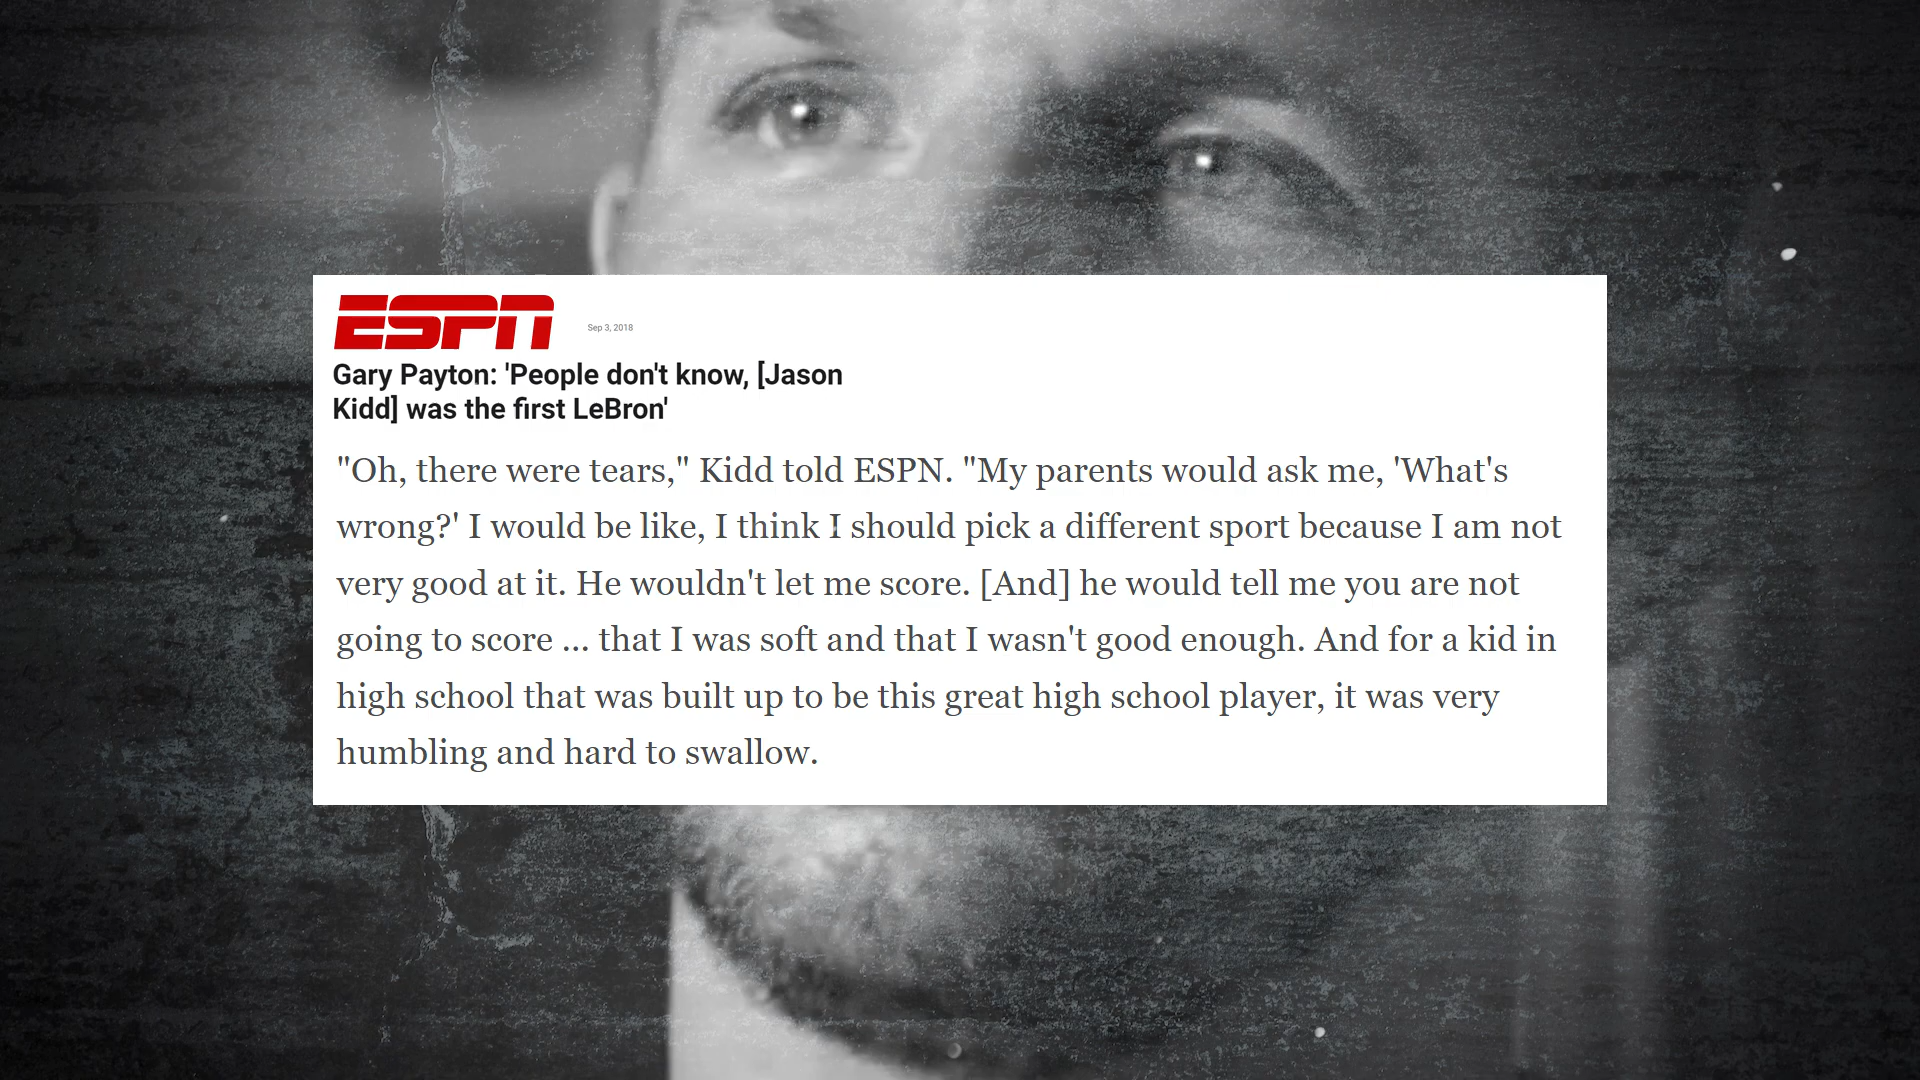 ESPN
Sep 3, 2018
Gary Payton: 'People don't know, [Jason
Kidd] was the first LeBron'
"Oh, there were tears," Kidd told ESPN. "My parents would ask me, 'What's
wrong?' I would be like, I think I should pick a different sport because I am not
very good at it. He wouldn't let me score. [And] he would tell me you are not
going to score ... that I was soft and that I wasn't good enough. And for a kid in
high school that was built up to be this great high school player, it was very
humbling and hard to swallow.